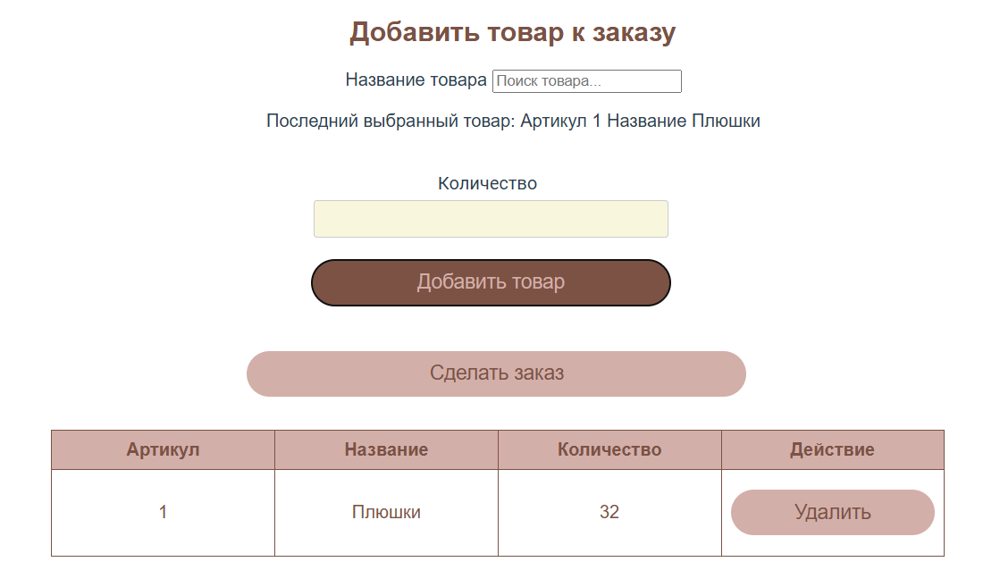 Добавить товар к заказу
Название товара Поиск товара...
Последний выбранный товар: Артикул 1 Название Плюшки
Количество
Добавить товар
Сделать заказ
Артикул Название Количество Действие
1 Плюшки 32 Удалить